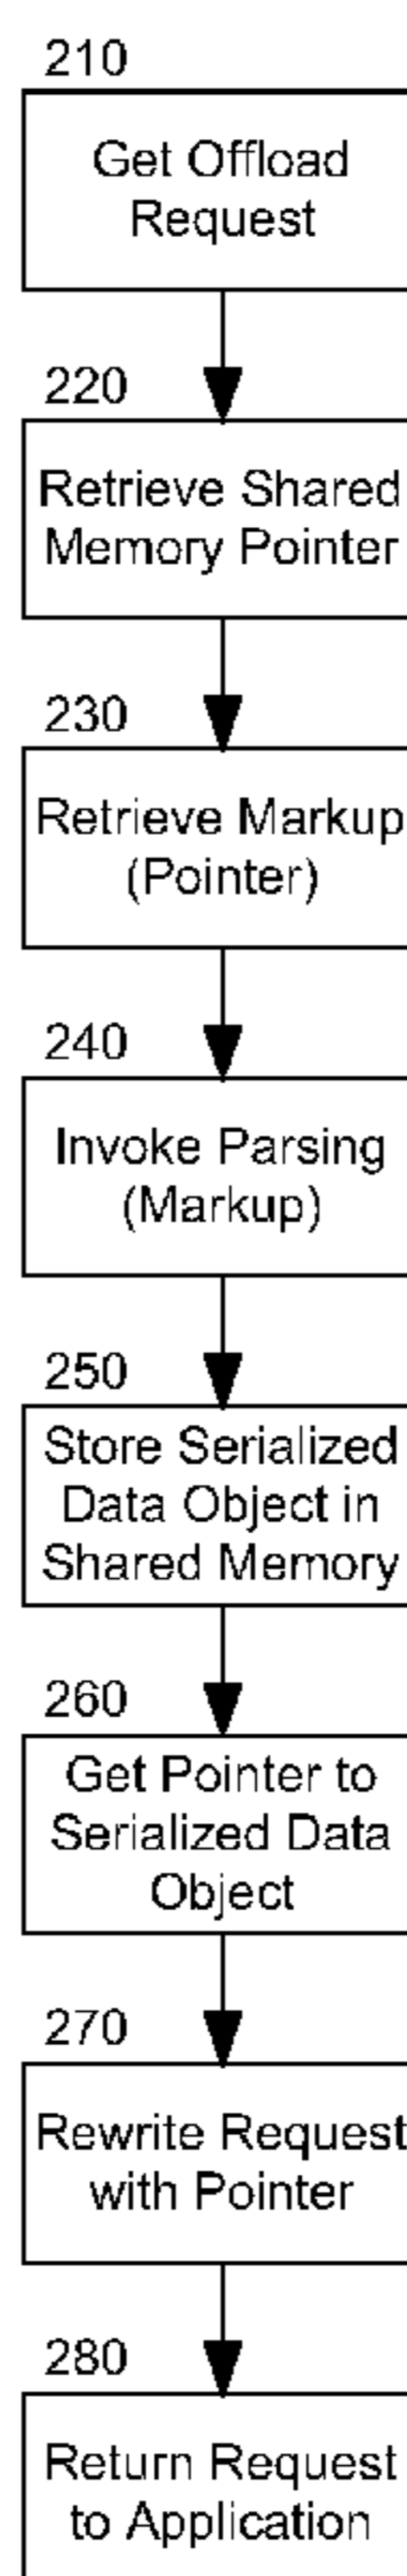 210
Get Offload
Request
220
Retrieve Shared
Memory Pointer
230
Retrieve Markup
(Pointer)
240
Invoke Parsing
(Markup)
250
Store Serialized
Data Object in
Shared Memory
260
Get Pointer to
Serialized Data
Object
270
Rewrite Request
with Pointer
280
Return Request
to Application